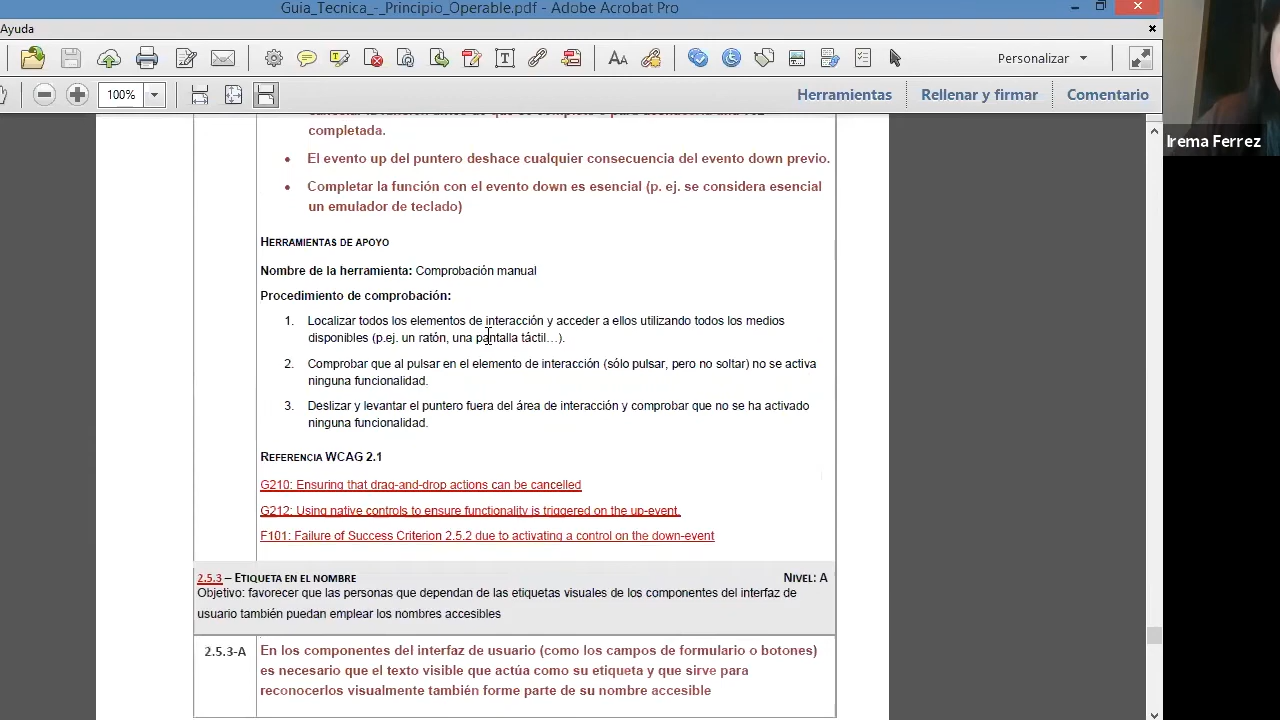 Guia_Tecnica_-_Principio_Operable.pdf - Adobe Acrobat Pro
Ayuda
Personalizar
100%
Herramientas
Rellenar y firmar
Comentario
Irema Ferrez
completada.
• El evento up del puntero deshace cualquier consecuencia del evento down previo.
• Completar la función con el evento down es esencial (p. ej. se considera esencial
un emulador de teclado)
HERRAMIENTAS DE APOYO
Nombre de la herramienta: Comprobación manual
Procedimiento de comprobación:
1. Localizar todos los elementos de interacción y acceder a ellos utilizando todos los medios
disponibles (p.ej. un ratón, una pantalla táctil…).
2. Comprobar que al pulsar en el elemento de interacción (sólo pulsar, pero no soltar) no se activa
ninguna funcionalidad.
3. Deslizar y levantar el puntero fuera del área de interacción y comprobar que no se ha activado
ninguna funcionalidad.
REFERENCIA WCAG 2.1
G210: Ensuring that drag-and-drop actions can be cancelled
G212: Using native controls to ensure functionality is triggered on the up-event.
F101: Failure of Success Criterion 2.5.2 due to activating a control on the down-event
2.5.3 – ETIQUETA EN EL NOMBRE NIVEL: A
Objetivo: favorecer que las personas que dependan de las etiquetas visuales de los componentes del interfaz de
usuario también puedan emplear los nombres accesibles
2.5.3-A
En los componentes del interfaz de usuario (como los campos de formulario o botones)
es necesario que el texto visible que actúa como su etiqueta y que sirve para
reconocerlos visualmente también forme parte de su nombre accesible